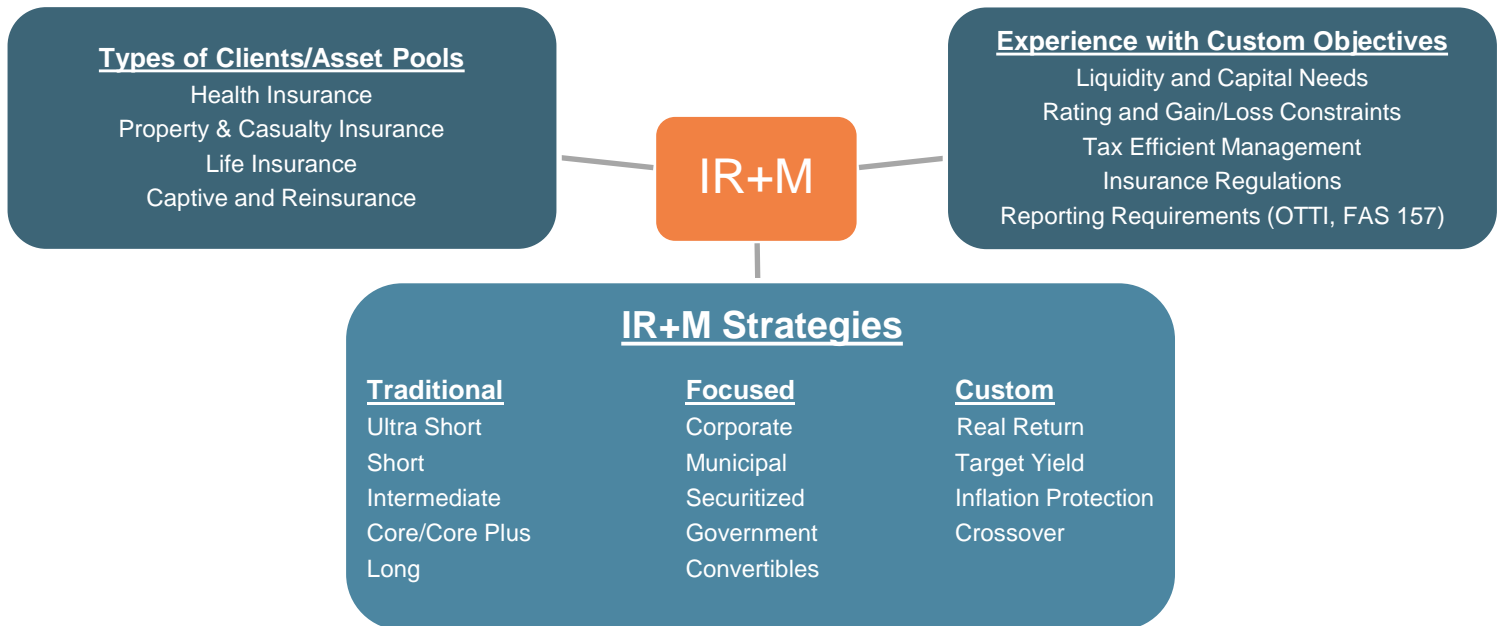 Types of Clients/Asset Pools
Health Insurance
Property & Casualty Insurance
Life Insurance
Captive and Reinsurance
IR+M
Experience with Custom Objectives
Liquidity and Capital Needs
Rating and Gain/Loss Constraints
Tax Efficient Management
Insurance Regulations
Reporting Requirements (OTTI, FAS 157)
IR+M Strategies
Traditional
Ultra Short
Short
Intermediate
Core/Core Plus
Long
Focused
Corporate
Municipal
Securitized
Government
Convertibles
Custom
Real Return
Target Yield
Inflation Protection
Crossover